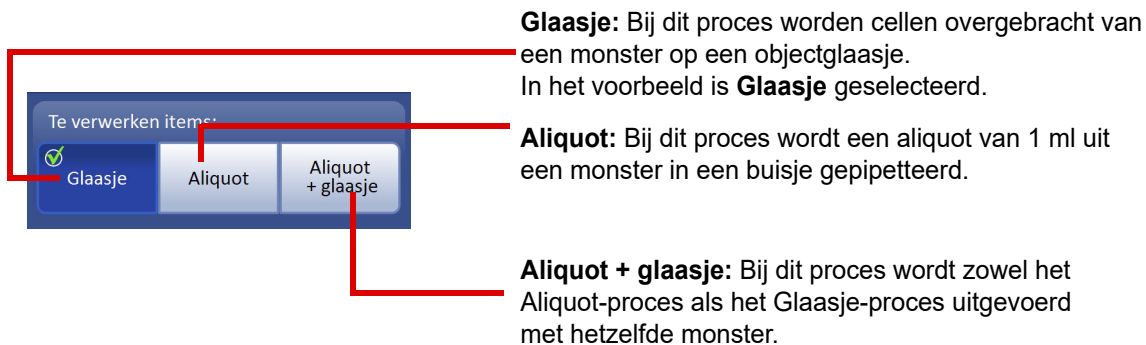 Glaasje: Bij dit proces worden cellen overgebracht van
een monster op een objectglaasje.
In het voorbeeld is Glaasje geselecteerd.
Te verwerken items:
Glaasje
Aliquot
Aliquot
+ glaasje
Aliquot: Bij dit proces wordt een aliquot van 1 ml uit
een monster in een buisje gepipetteerd.
Aliquot + glaasje: Bij dit proces wordt zowel het
Aliquot-proces als het Glaasje-proces uitgevoerd
met hetzelfde monster.